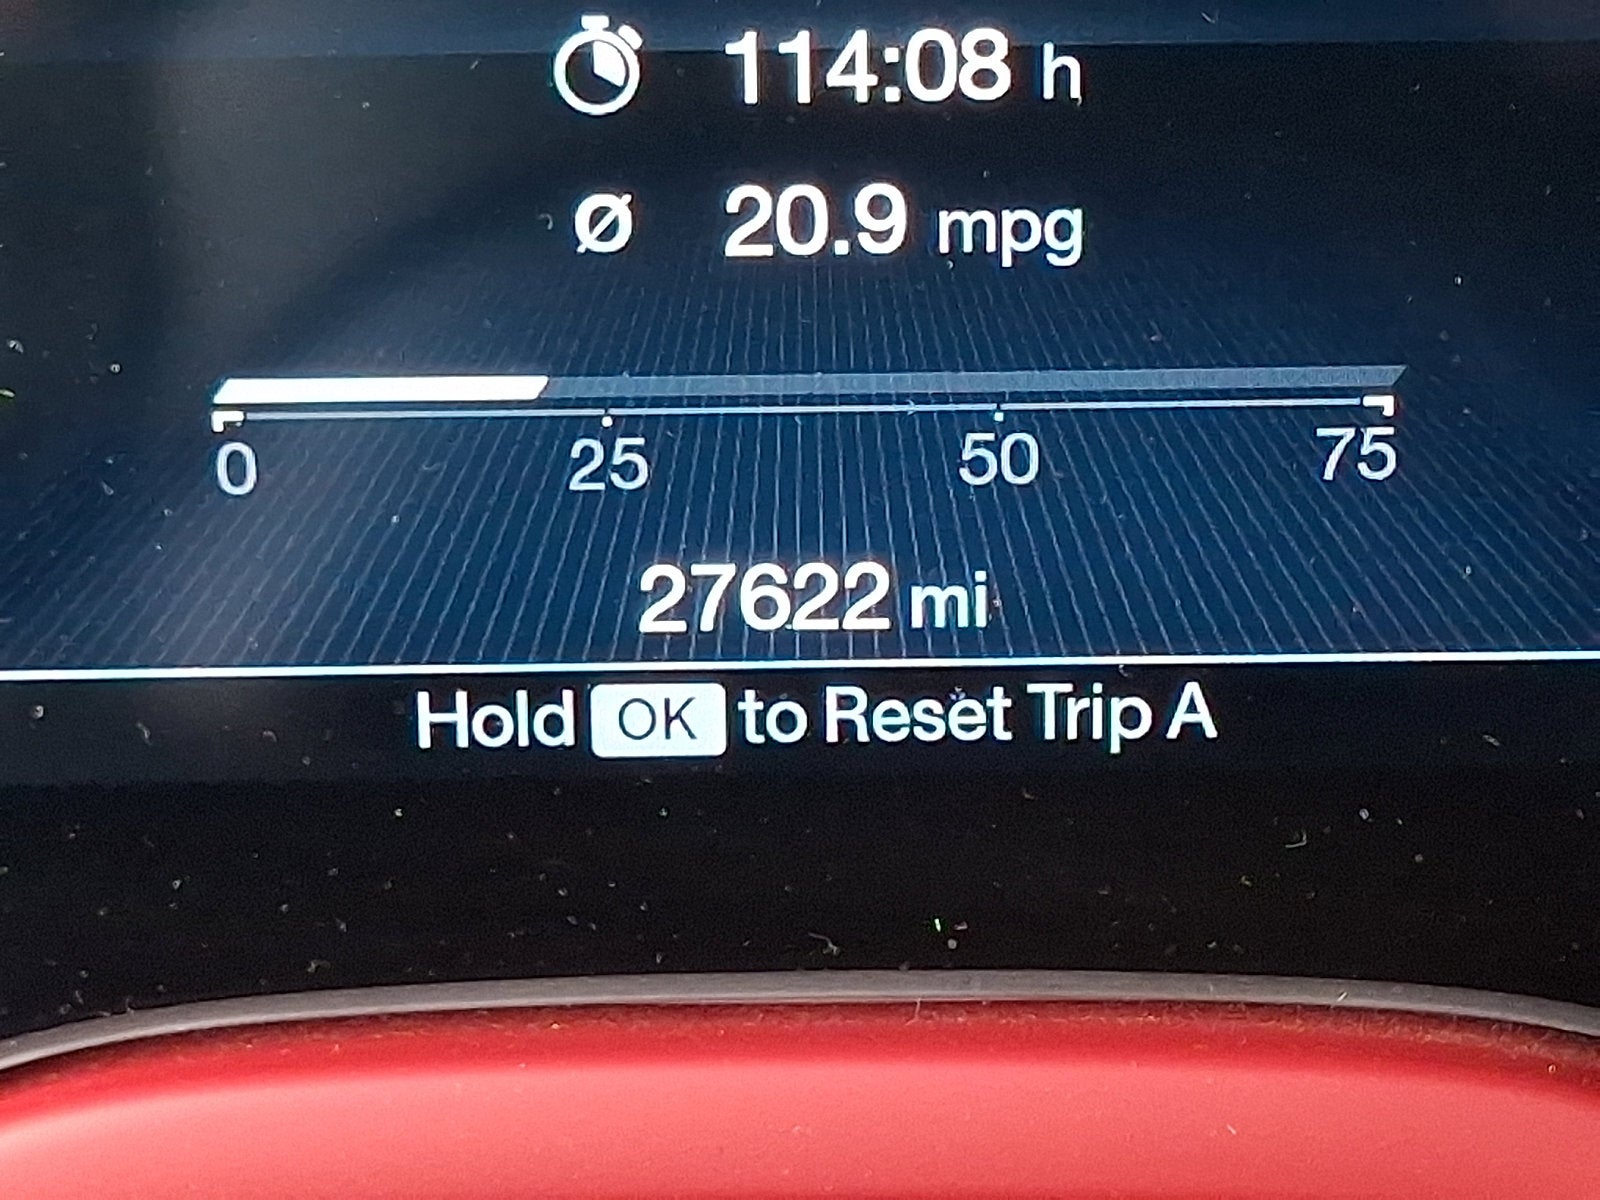 114:08 h
Ø 20.9 mpg
0 25 50 75
27622 mi
Hold OK to Reset Trip A